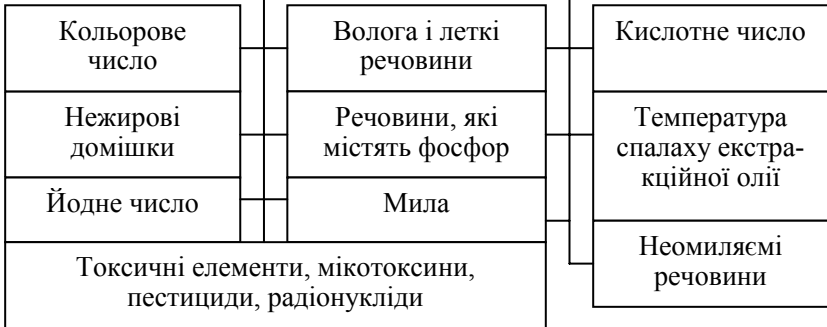 Кольорове
число
Волога і леткі
речовини
Кислотне число
Нежирові
домішки
Речовини, які
містять фосфор
Температура
спалаху екстра-
кційної олії
Йодне число
Мила
Неомиляємі
речовини
Токсичні елементи, мікотоксини,
пестициди, радіонукліди